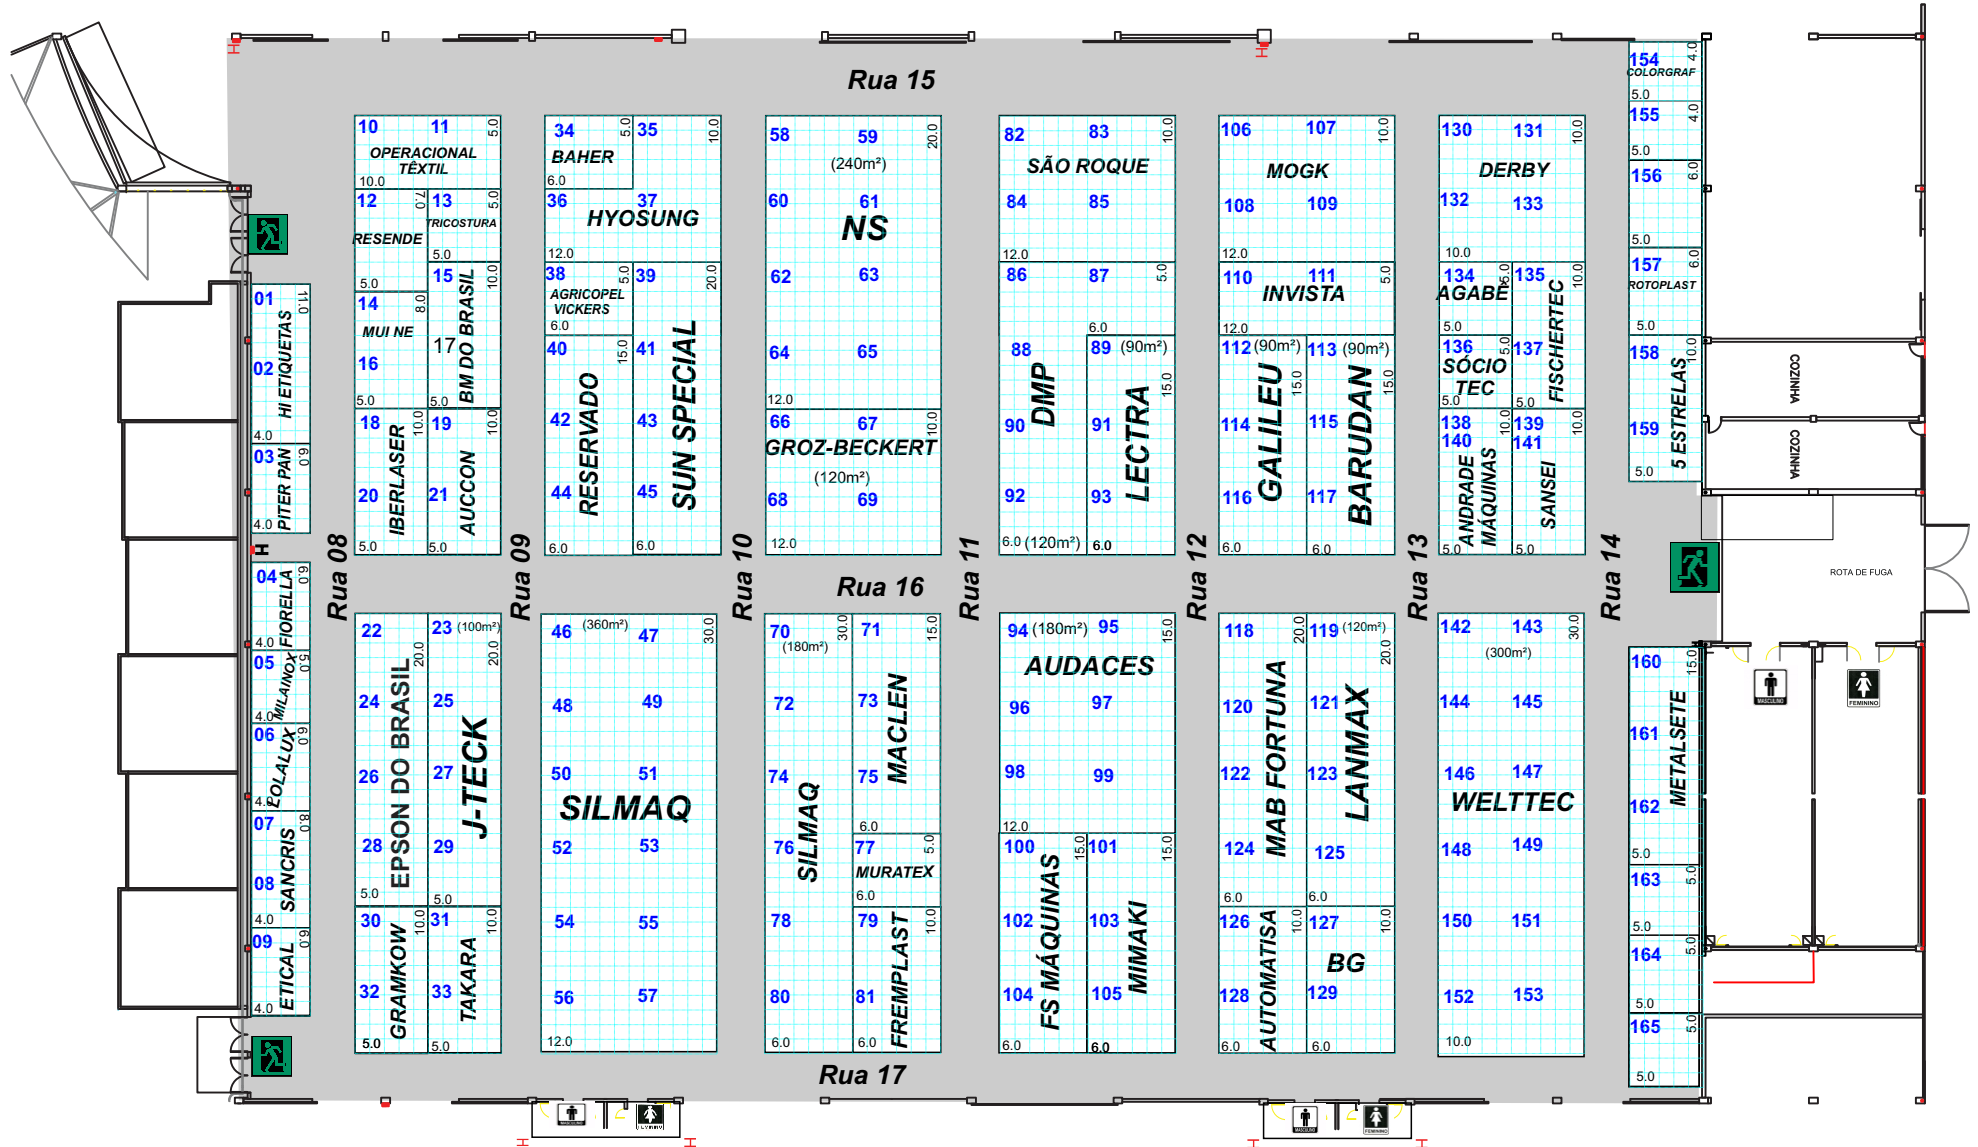 Rua 15
10 11 5.0
OPERACIONAL
TÊXTIL
10.0
12 7.0
RESENDE
5.0
13 5.0
TRICOSTURA
5.0
14 8.0
MUI NE
16
5.0
15 10.0
17
BM DO BRASIL
5.0
18 10.0
IBERLASER
20
5.0
19 10.0
AUCCON
21
5.0
34 5.0
BAHER
6.0
35 10.0
36 37
HYOSUNG
12.0
38 5.0
AGRICOPEL
VICKERS
6.0
39 20.0
41
SUN SPECIAL
43
45
6.0
40 15.0
RESERVADO
42
44
6.0
58 59 20.0
(240m²)
60 61
NS
62 63
64 65
12.0
66 67 10.0
GROZ-BECKERT
(120m²)
68 69
12.0
82 83 10.0
SÃO ROQUE
84 85
12.0
86 87 5.0
6.0
88
DMP
90
92
6.0 (120m²)
89 (90m²)
15.0
LECTRA
91
93
6.0
106 107 10.0
MOGK
108 109
12.0
110 111 5.0
INVISTA
12.0
112 (90m²)
15.0
GALILEU
114
116
6.0
113 (90m²)
15.0
BARUDAN
115
117
6.0
130 131 10.0
DERBY
132 133
10.0
134 5.0
AGABÊ
5.0
135 10.0
FISCHERTEC
137
5.0
136 5.0
SÓCIO
TEC
5.0
138 10.0
140
ANDRADE
MÁQUINAS
5.0
139 10.0
141
SANSEI
5.0
154 4.0
COLORGRAF
5.0
155 4.0
5.0
156 6.0
5.0
157 6.0
ROTOPLAST
5.0
158 10.0
159
5 ESTRELAS
5.0
COZINHA
COZINHA
ROTA DE FUGA
01 11.0
02
HI ETIQUETAS
4.0
03 6.0
PITER PAN
4.0
H
04 6.0
FIORELLA
4.0
05 5.0
MILAINOX
4.0
06 6.0
LOLALUX
4.0
07 8.0
08
SANCRIS
4.0
09 6.0
ETICAL
4.0
Rua 08
Rua 09
Rua 10
Rua 16
Rua 11
Rua 12
Rua 13
Rua 14
22
20.0
24
EPSON DO BRASIL
26
28
5.0
23 (100m²)
20.0
25
J-TECK
27
29
5.0
30 10.0
GRAMKOW
32
5.0
31 10.0
TAKARA
33
5.0
46 (360m²) 47 30.0
48 49
50 51
SILMAQ
52 53
54 55
56 57
12.0
70 30.0
(180m²)
72
74
SILMAQ
76
78
80
6.0
71 15.0
73
MACLEN
75
6.0
77 5.0
MURATEX
6.0
79 10.0
FREMPLAST
81
6.0
94 (180m²) 95 15.0
AUDACES
96 97
98 99
12.0
100 15.0
FS MÁQUINAS
102
104
6.0
101 15.0
MIMAKI
103
105
6.0
118 20.0
MAB FORTUNA
120
122
124
6.0
119 (120m²)
20.0
LANMAX
121
123
125
6.0
126 10.0
AUTOMATISA
128
6.0
127 10.0
BG
129
6.0
142 143 30.0
(300m²)
144 145
146 147
WELTTEC
148 149
150 151
152 153
10.0
160 15.0
METALSETE
161
162
5.0
163 5.0
5.0
164 5.0
5.0
165 5.0
5.0
MASCULINO
FEMININO
Rua 17
MASCULINO
FEMININO
MASCULINO
FEMININO
H
H
H
H
H
H